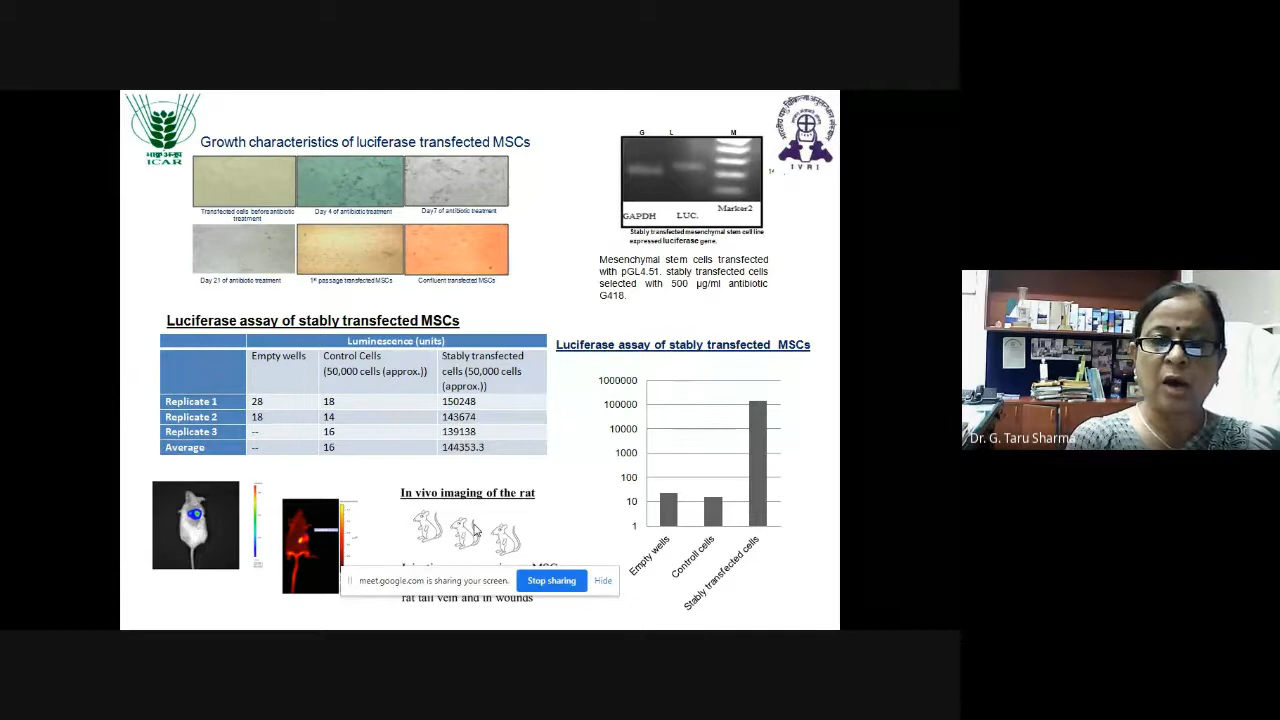 Growth characteristics of luciferase transfected MSCs
ICAR
Transfected cells before antibiotic
treatment
Day 4 of antibiotic treatment
Day7 of antibiotic treatment
Day 21 of antibiotic treatment
1st passage transfected MSCs
Confluent transfected MSCs
G L M
GAPDH LUC. Marker2
Stably transfected mesenchymal stem cell line
expressed luciferase gene.
I V R I
Mesenchymal stem cells transfected
with pGL4.51. stably transfected cells
selected with 500 µg/ml antibiotic
G418.
Luciferase assay of stably transfected MSCs
Luminescence (units)
Empty wells Control Cells Stably transfected
(50,000 cells (approx.)) cells (50,000 cells
(approx.))
Replicate 1 28 18 150248
Replicate 2 18 14 143674
Replicate 3 -- 16 139138
Average -- 16 144353.3
Luciferase assay of stably transfected MSCs
1000000
100000
10000
1000
100
10
1
Empty wells
Controll cells
Stably transfected cells
In vivo imaging of the rat
meet.google.com is sharing your screen. Stop sharing Hide
rat tail vein and in wounds
Dr. G. Taru Sharma